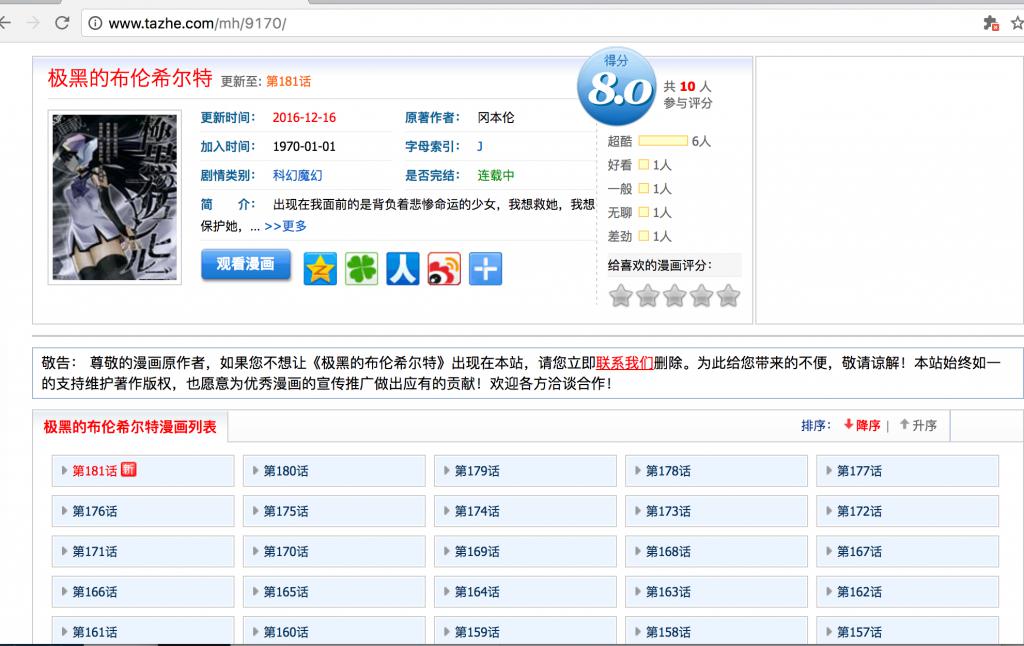 www.tazhe.com/mh/9170/
极黑的布伦希尔特 更新至: 第181话
得分
8.0
共 10 人
参与评分
更新时间： 2016-12-16 原著作者： 冈本伦
加入时间： 1970-01-01 字母索引： J
剧情类别： 科幻魔幻 是否完结： 连载中
简 介： 出现在我面前的是背负着悲惨命运的少女，我想救她，我想
保护她，... >>更多
观看漫画
超酷 6人
好看 1人
一般 1人
无聊 1人
差劲 1人
给喜欢的漫画评分：
敬告： 尊敬的漫画原作者，如果您不想让《极黑的布伦希尔特》出现在本站，请您立即联系我们删除。为此给您带来的不便，敬请谅解！本站始终如一
的支持维护著作版权，也愿意为优秀漫画的宣传推广做出应有的贡献！欢迎各方洽谈合作！
极黑的布伦希尔特漫画列表 排序： 降序 | 升序
第181话 新 第180话 第179话 第178话 第177话
第176话 第175话 第174话 第173话 第172话
第171话 第170话 第169话 第168话 第167话
第166话 第165话 第164话 第163话 第162话
第161话 第160话 第159话 第158话 第157话